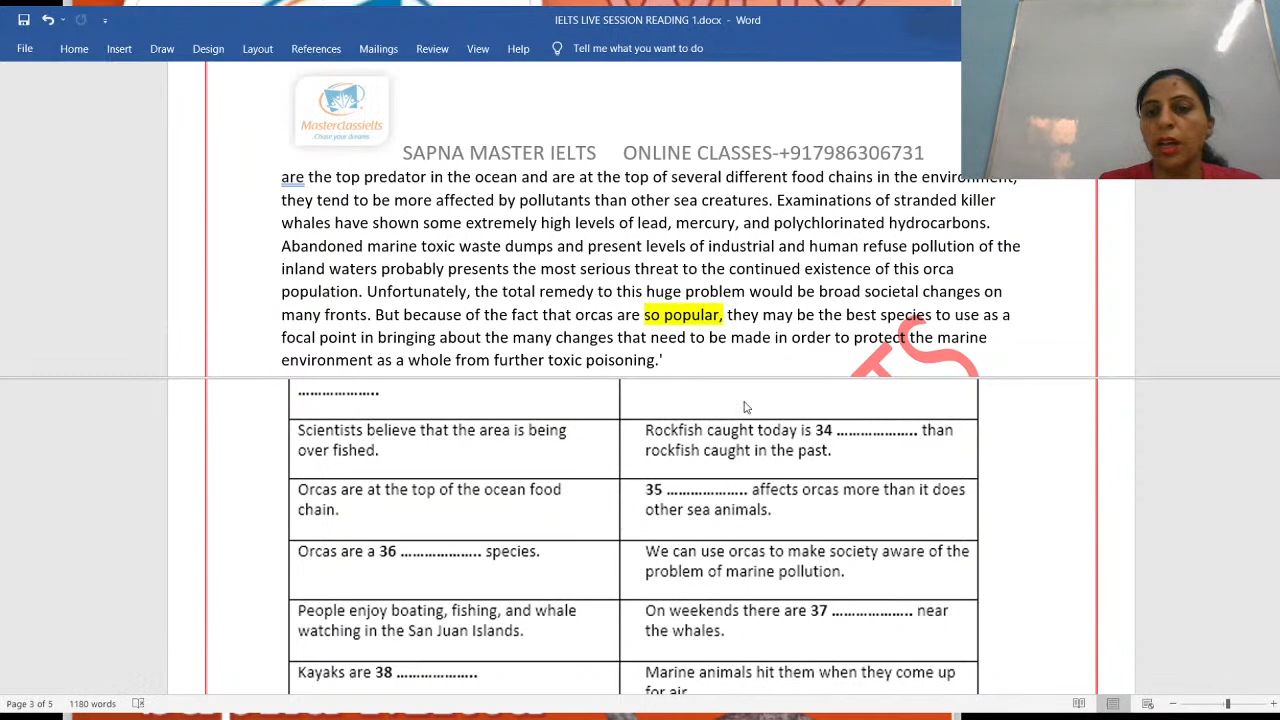 IELTS LIVE SESSION READING 1.docx - Word
File Home Insert Draw Design Layout References Mailings Review View Help Tell me what you want to do
Masterclassielts
Chase your dreams
SAPNA MASTER IELTS ONLINE CLASSES-+917986306731
are the top predator in the ocean and are at the top of several different food chains in the environment,
they tend to be more affected by pollutants than other sea creatures. Examinations of stranded killer
whales have shown some extremely high levels of lead, mercury, and polychlorinated hydrocarbons.
Abandoned marine toxic waste dumps and present levels of industrial and human refuse pollution of the
inland waters probably presents the most serious threat to the continued existence of this orca
population. Unfortunately, the total remedy to this huge problem would be broad societal changes on
many fronts. But because of the fact that orcas are so popular, they may be the best species to use as a
focal point in bringing about the many changes that need to be made in order to protect the marine
environment as a whole from further toxic poisoning.'
TS
………………..
Scientists believe that the area is being
over fished.
Rockfish caught today is 34 ……………….. than
rockfish caught in the past.
Orcas are at the top of the ocean food
chain.
35 ……………….. affects orcas more than it does
other sea animals.
Orcas are a 36 ……………….. species.
We can use orcas to make society aware of the
problem of marine pollution.
People enjoy boating, fishing, and whale
watching in the San Juan Islands.
On weekends there are 37 ……………….. near
the whales.
Kayaks are 38 ………………..
Marine animals hit them when they come up
for air
Page 3 of 5 1180 words